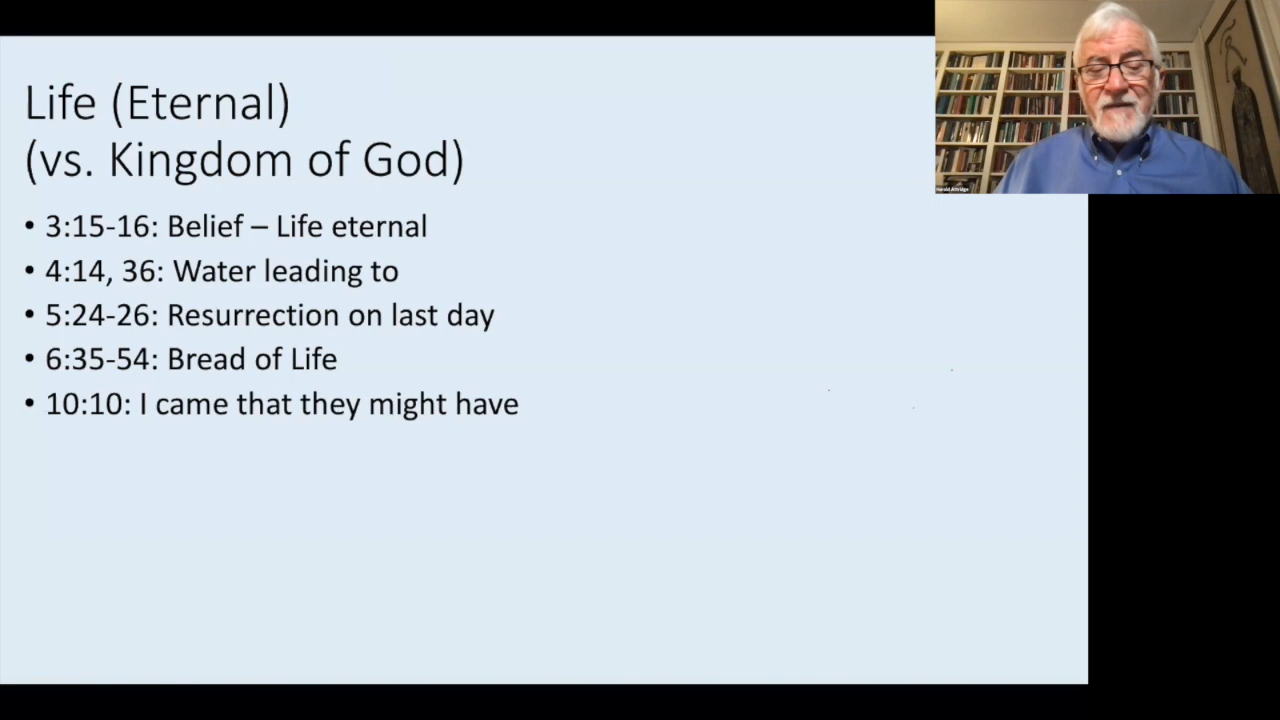 Life (Eternal)
(vs. Kingdom of God)
• 3:15-16: Belief – Life eternal
• 4:14, 36: Water leading to
• 5:24-26: Resurrection on last day
• 6:35-54: Bread of Life
• 10:10: I came that they might have
Harold Attridge